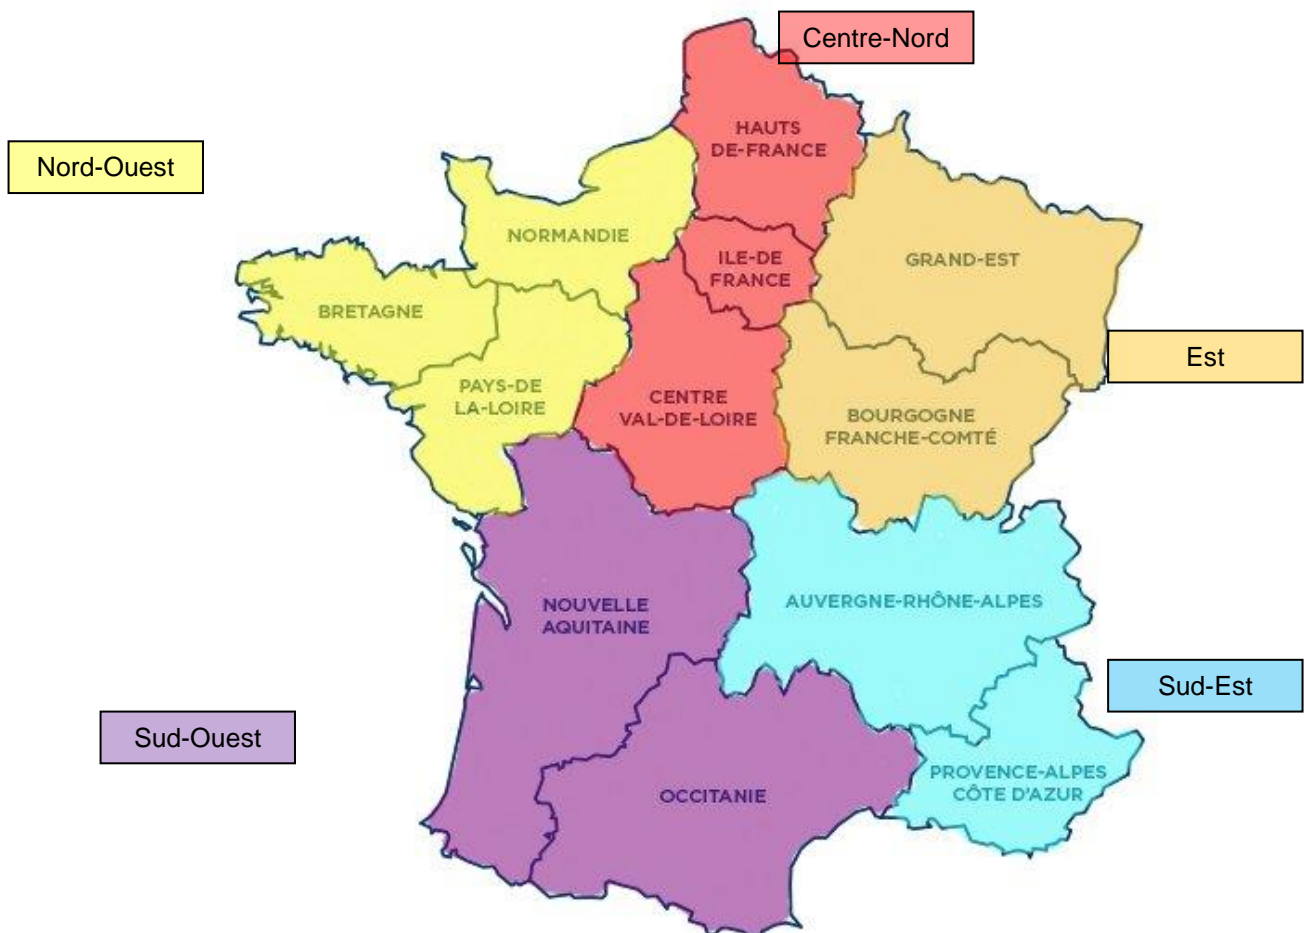 Centre-Nord
HAUTS
DE-FRANCE
Nord-Ouest
NORMANDIE
ILE-DE
FRANCE
GRAND-EST
BRETAGNE
Est
PAYS-DE
LA-LOIRE
CENTRE
VAL-DE-LOIRE
BOURGOGNE
FRANCHE-COMTÉ
NOUVELLE
AQUITAINE
AUVERGNE-RHÔNE-ALPES
Sud-Est
Sud-Ouest
PROVENCE-ALPES
CÔTE D'AZUR
OCCITANIE